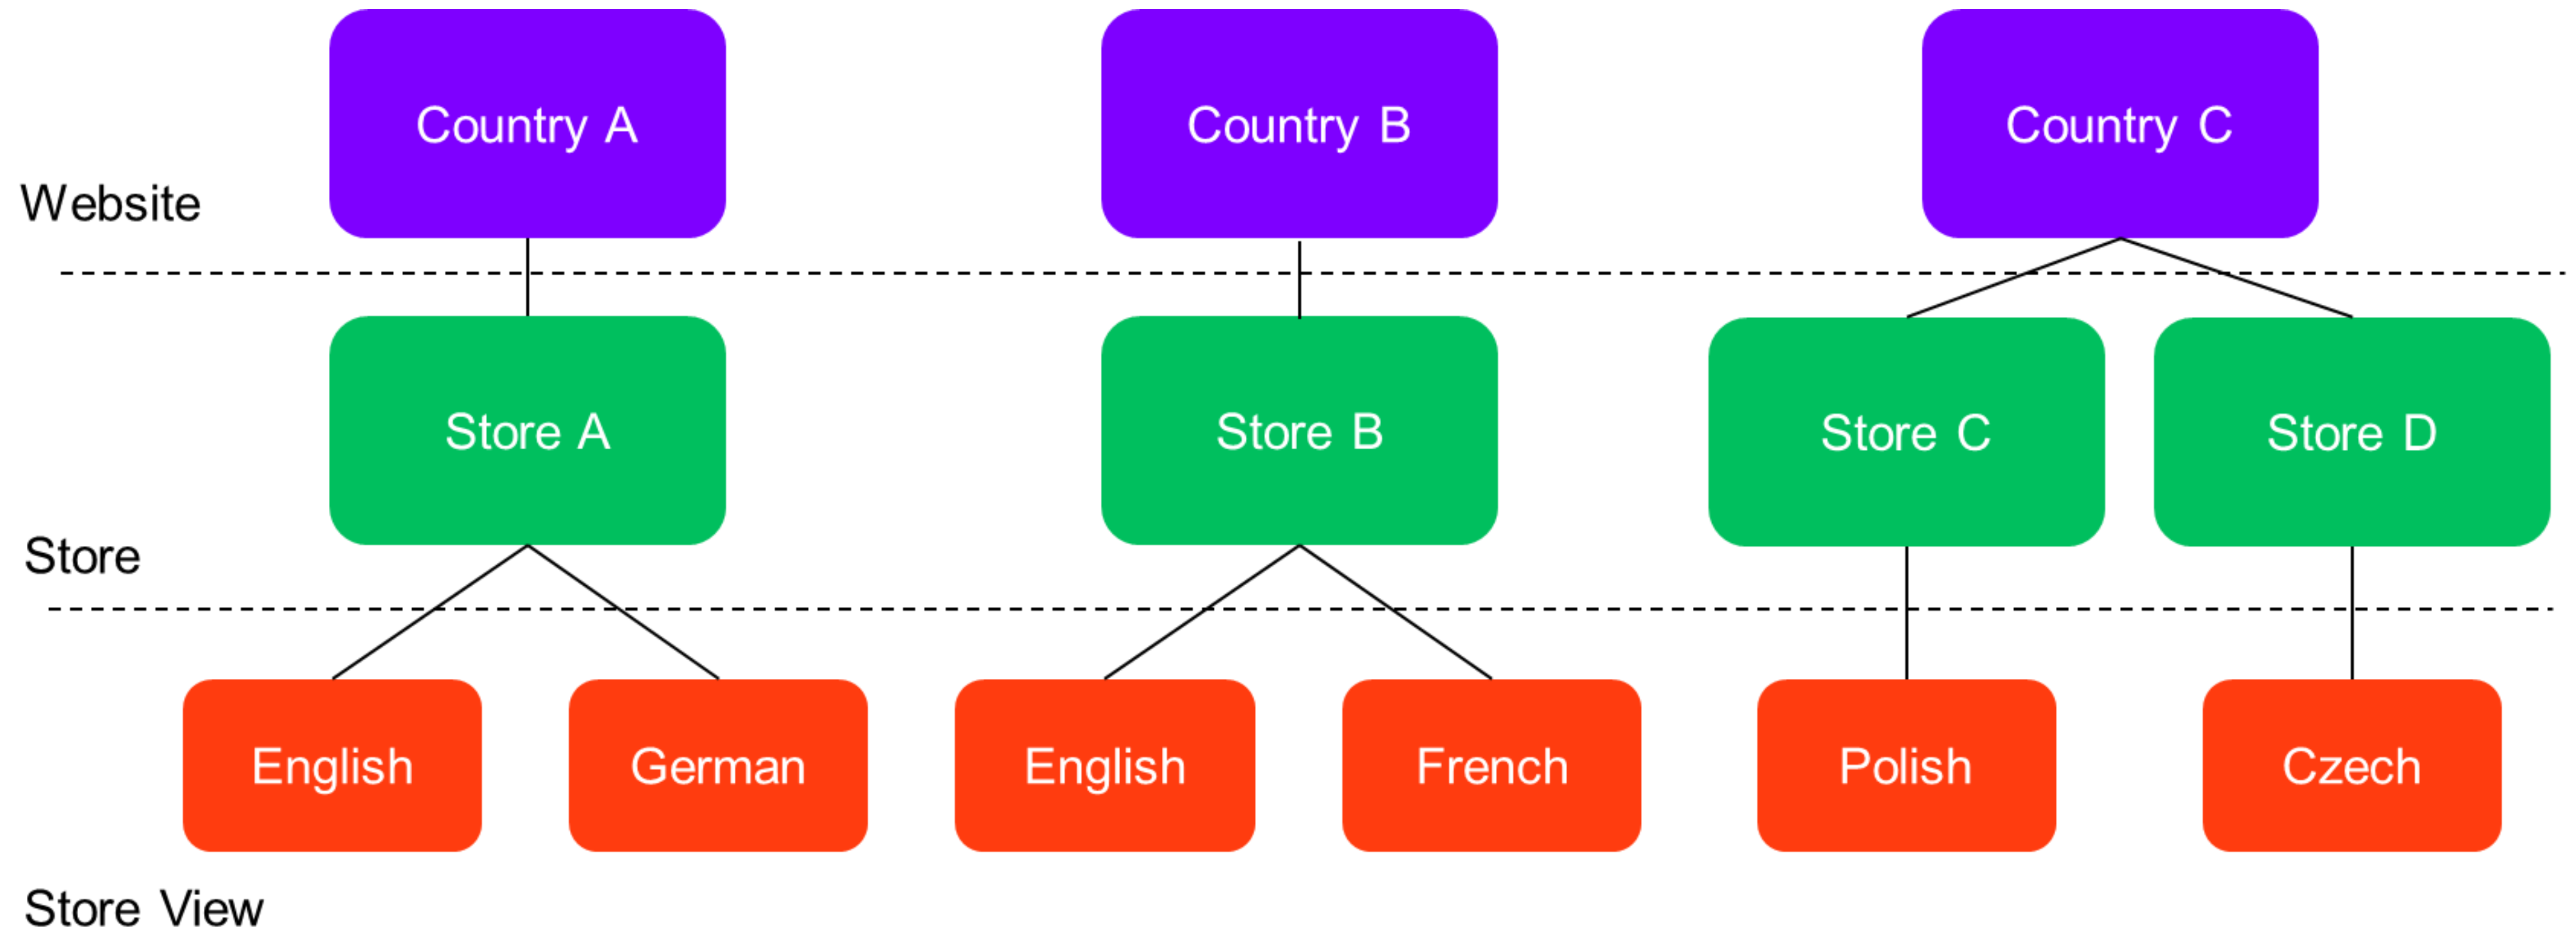 Country A
Country B
Country C
Website
Store A
Store B
Store C
Store D
Store
English
German
English
French
Polish
Czech
Store View